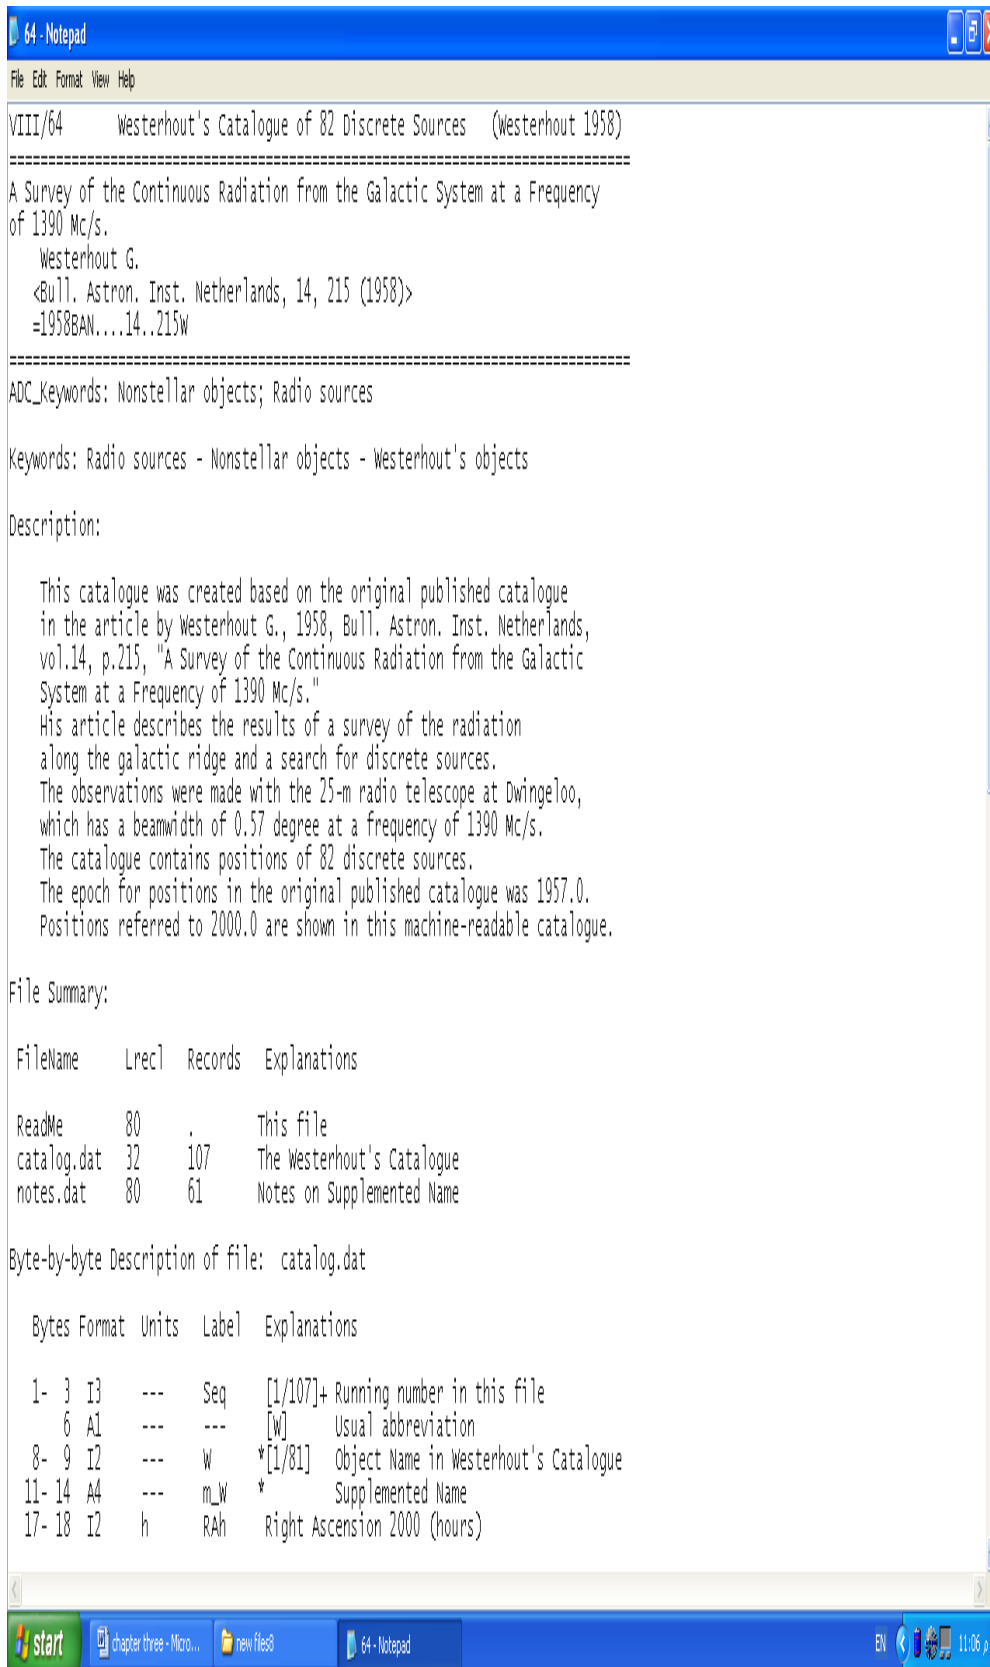 64 - Notepad
File Edit Format View Help
VIII/64       Westerhout's Catalogue of 82 Discrete Sources   (Westerhout 1958)
================================================================================
A Survey of the Continuous Radiation from the Galactic System at a Frequency
of 1390 Mc/s.
    Westerhout G.
   <Bull. Astron. Inst. Netherlands, 14, 215 (1958)>
   =1958BAN....14..215W
================================================================================
ADC_Keywords: Nonstellar objects; Radio sources
Keywords: Radio sources - Nonstellar objects - Westerhout's objects
Description:
    This catalogue was created based on the original published catalogue
    in the article by Westerhout G., 1958, Bull. Astron. Inst. Netherlands,
    vol.14, p.215, "A Survey of the Continuous Radiation from the Galactic
    System at a Frequency of 1390 Mc/s."
    His article describes the results of a survey of the radiation
    along the galactic ridge and a search for discrete sources.
    The observations were made with the 25-m radio telescope at Dwingeloo,
    which has a beamwidth of 0.57 degree at a frequency of 1390 Mc/s.
    The catalogue contains positions of 82 discrete sources.
    The epoch for positions in the original published catalogue was 1957.0.
    Positions referred to 2000.0 are shown in this machine-readable catalogue.
File Summary:
 FileName      Lrecl   Records   Explanations
 ReadMe        80      .        This file
 catalog.dat   32      107      The Westerhout's Catalogue
 notes.dat     80      61       Notes on Supplemented Name
Byte-by-byte Description of file:  catalog.dat
   Bytes Format  Units   Label   Explanations
   1-  3  I3     ---     Seq     [1/107]+ Running number in this file
       6  A1     ---     ---     [W]      Usual abbreviation
   8-  9  I2     ---     W      *[1/81]   Object Name in Westerhout's Catalogue
  11- 14  A4     ---     m_W    *         Supplemented Name
  17- 18  I2     h       RAh     Right Ascension 2000 (hours)
start   chapter three - Micro...   new files8   64 - Notepad   EN   11:06 م